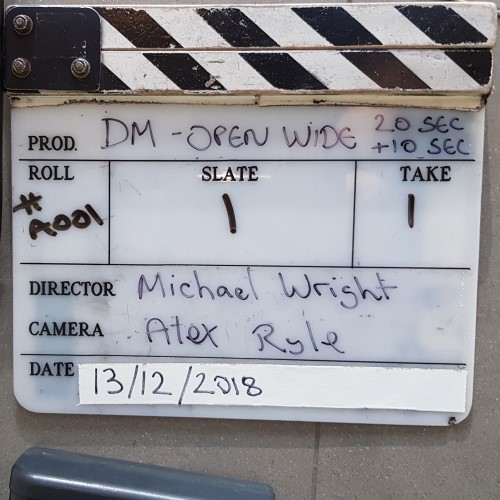 PROD. DM - OPEN WIDE 20 SEC
+10 SEC
ROLL SLATE TAKE
#A001 1 1
DIRECTOR Michael Wright
CAMERA Alex Ryle
DATE 13/12/2018